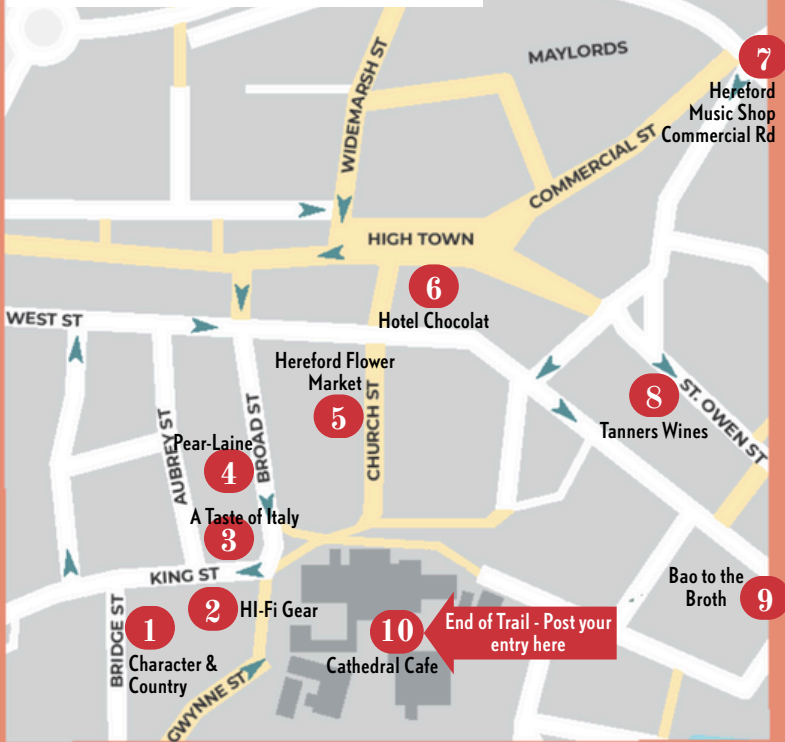 MAYLORDS
7
Hereford
Music Shop
Commercial Rd
WIDEMARSH ST
COMMERCIAL ST
HIGH TOWN
6
Hotel Chocolat
WEST ST
Hereford Flower
Market
5
CHURCH ST
8
Tanners Wines
ST. OWEN ST
AUBREY ST
BROAD ST
Pear-Laine
4
A Taste of Italy
3
KING ST
2
HI-Fi Gear
BRIDGE ST
1
Character &
Country
GWYNNE ST
10
Cathedral Cafe
End of Trail - Post your
entry here
Bao to the
Broth
9